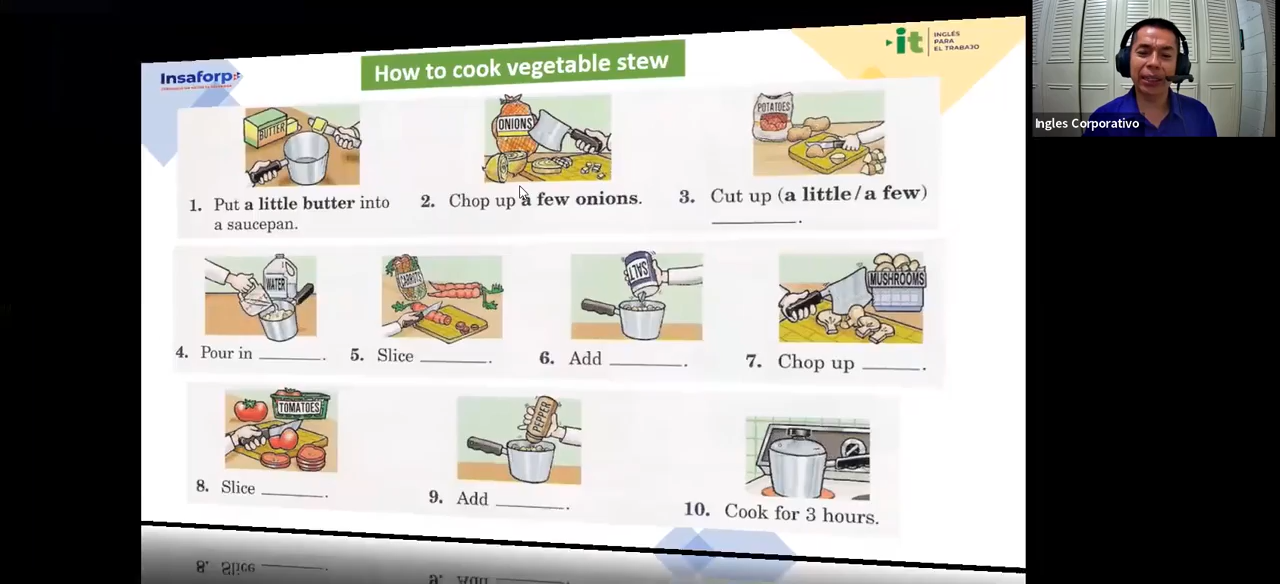 Insaforp
How to cook vegetable stew
it
INGLÉS
PARA
EL TRABAJO
Ingles Corporativo
BUTTER
ONIONS
POTATOES
1. Put a little butter into
a saucepan.
2. Chop up a few onions.
3. Cut up (a little/a few)
________.
WATER
CARROTS
SALT
MUSHROOMS
4. Pour in ________.
5. Slice ________.
6. Add ________.
7. Chop up ________.
TOMATOES
PEPPER
8. Slice ________.
9. Add ________.
10. Cook for 3 hours.